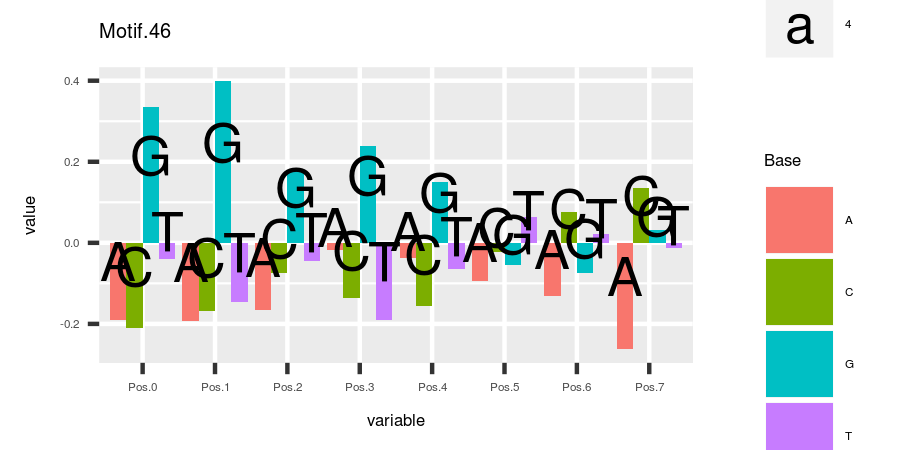 Motif.46
a 4
0.4
0.2
0.0
-0.2
value
A C G T A C G T A C G T A C G T A C G T A C G T A C G T A C G T
Pos.0 Pos.1 Pos.2 Pos.3 Pos.4 Pos.5 Pos.6 Pos.7
variable
Base
A
C
G
T